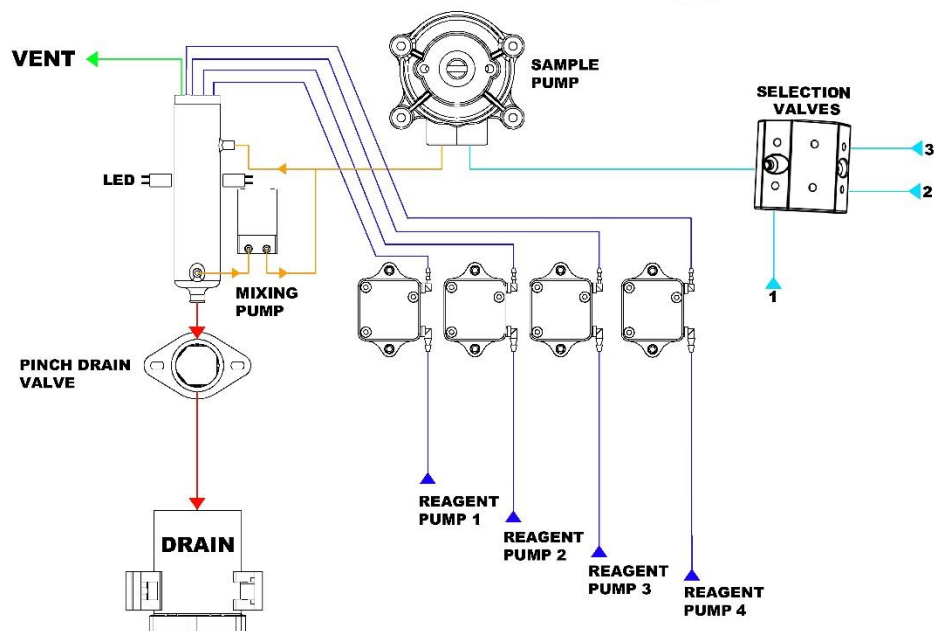 VENT
SAMPLE
PUMP
SELECTION
VALVES
3
LED
2
1
MIXING
PUMP
PINCH DRAIN
VALVE
REAGENT
PUMP 1
REAGENT
PUMP 2
REAGENT
PUMP 3
REAGENT
PUMP 4
DRAIN